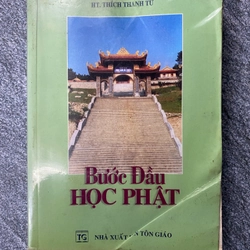 HT. THÍCH THANH TỪ
Bước Đầu
HỌC PHẬT
TG
NHÀ XUẤT N TÔN GIÁO